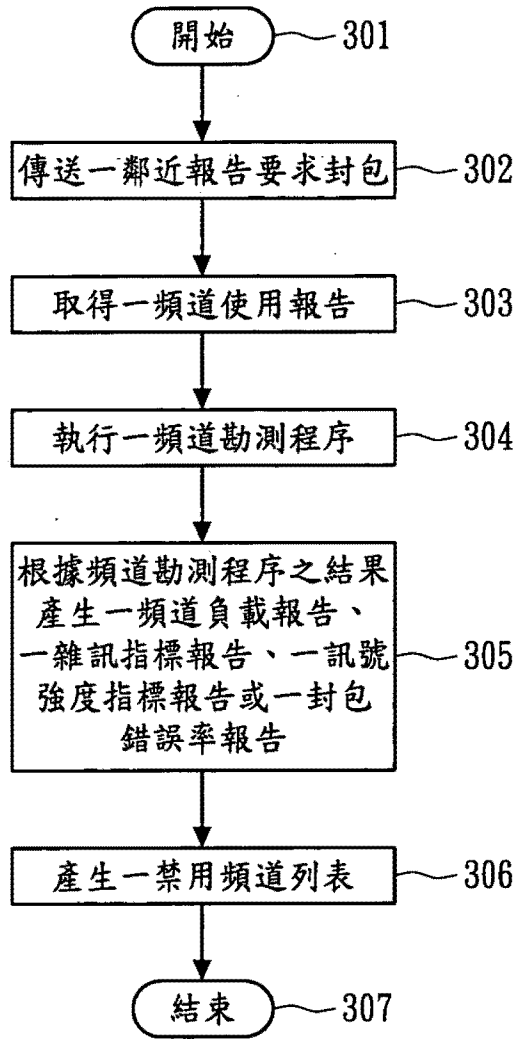 開始 301
傳送一鄰近報告要求封包 302
取得一頻道使用報告 303
執行一頻道勘測程序 304
根據頻道勘測程序之結果
產生一頻道負載報告、
一雜訊指標報告、一訊號 305
強度指標報告或一封包
錯誤率報告
產生一禁用頻道列表 306
結束 307